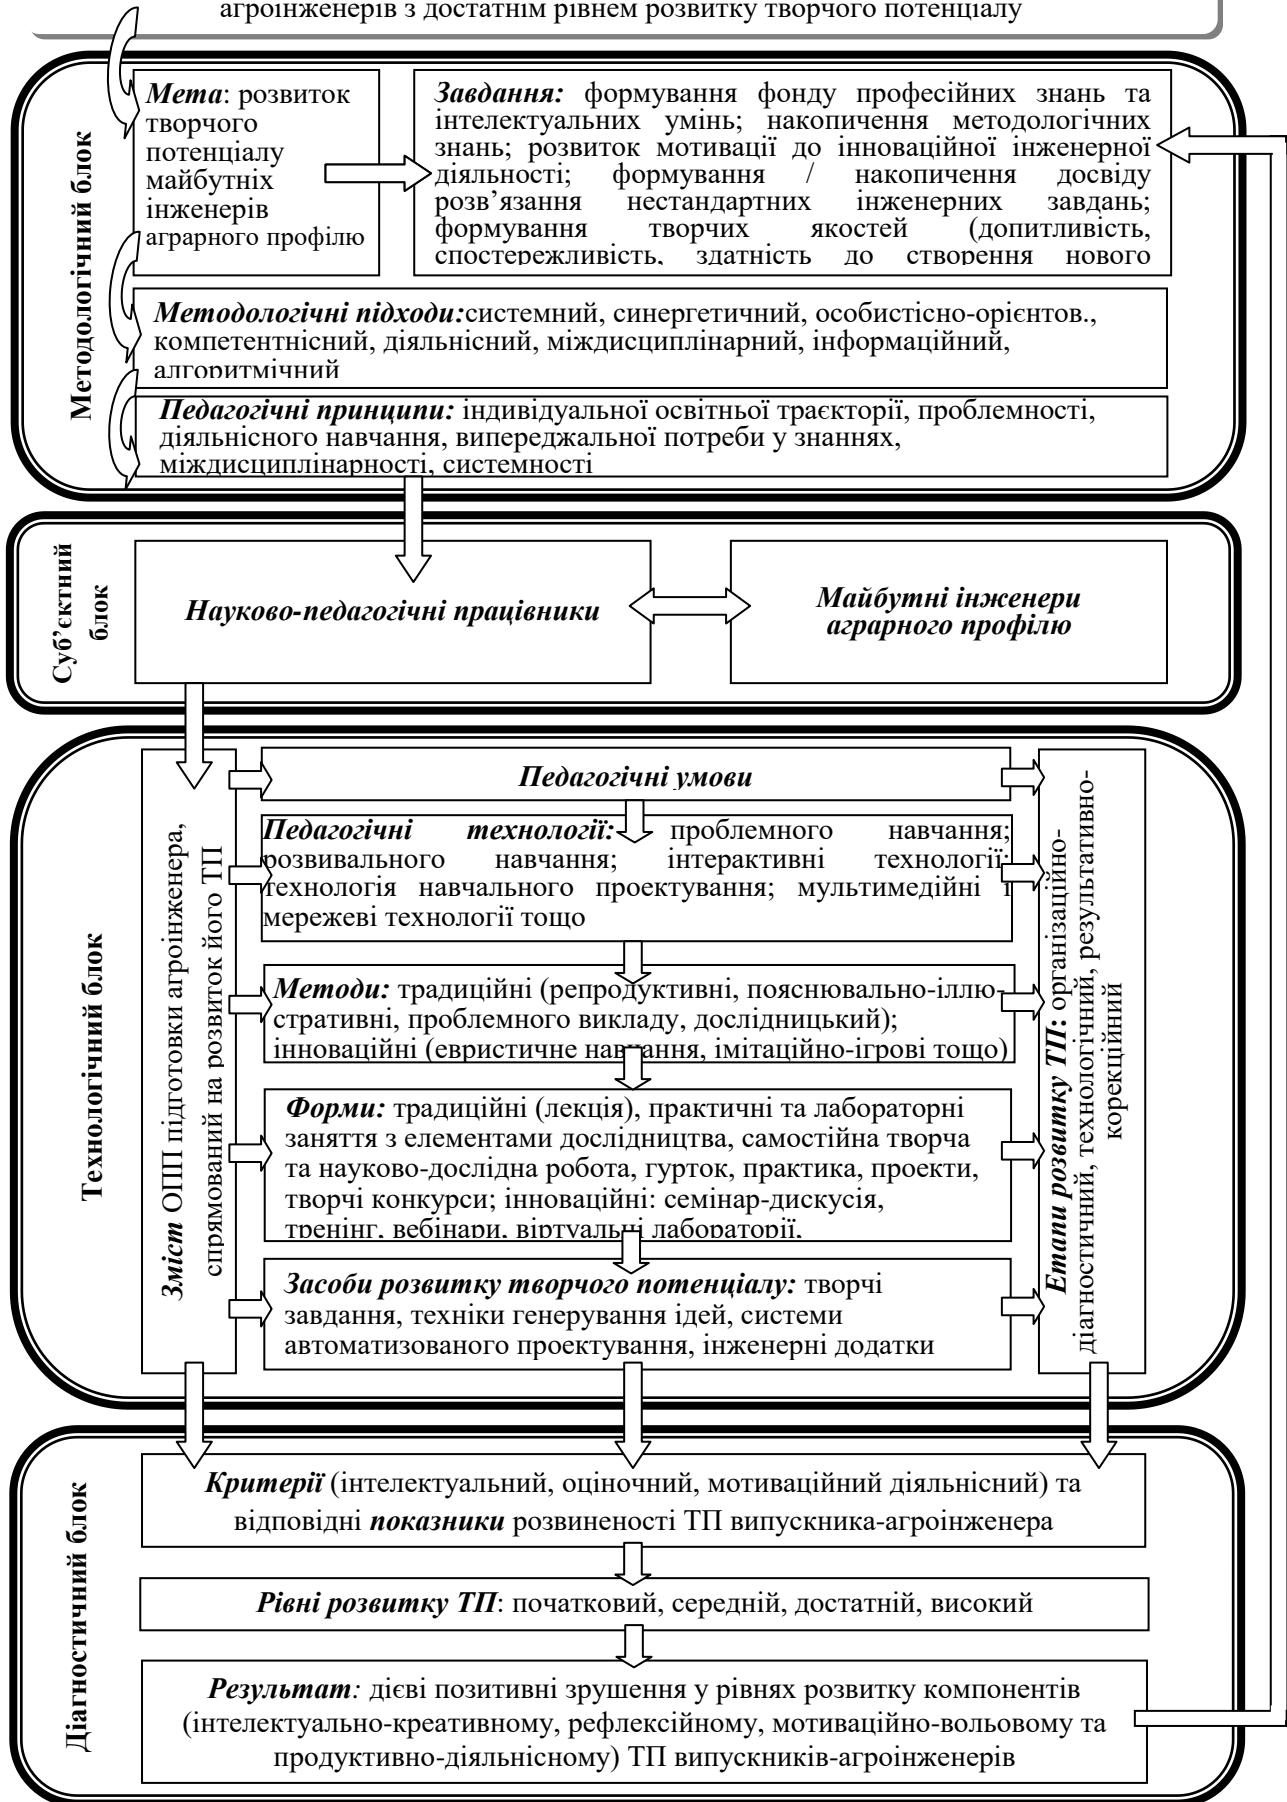 агроінженерів з достатнім рівнем розвитку творчого потенціалу
Методологічний блок
Мета: розвиток
творчого
потенціалу
майбутніх
інженерів
аграрного профілю
Завдання: формування фонду професійних знань та
інтелектуальних умінь; накопичення методологічних
знань; розвиток мотивації до інноваційної інженерної
діяльності; формування / накопичення досвіду
розв’язання нестандартних інженерних завдань;
формування творчих якостей (допитливість,
спостережливість, здатність до створення нового
Методологічні підходи:системний, синергетичний, особистісно-орієнтов.,
компетентнісний, діяльнісний, міждисциплінарний, інформаційний,
алгоритмічний
Педагогічні принципи: індивідуальної освітньої траєкторії, проблемності,
діяльнісного навчання, випереджальної потреби у знаннях,
міждисциплінарності, системності
Суб’єктний
блок
Науково-педагогічні працівники
Майбутні інженери
аграрного профілю
Технологічний блок
Зміст ОПП підготовки агроінженера,
спрямований на розвиток його ТП
Педагогічні умови
Педагогічні технології: проблемного навчання;
розвивального навчання; інтерактивні технології;
технологія навчального проектування; мультимедійні і
мережеві технології тощо
Методи: традиційні (репродуктивні, пояснювально-іллю-
стративні, проблемного викладу, дослідницький);
інноваційні (евристичне навчання, імітаційно-ігрові тощо)
Форми: традиційні (лекція), практичні та лабораторні
заняття з елементами дослідництва, самостійна творча
та науково-дослідна робота, гурток, практика, проекти,
творчі конкурси; інноваційні: семінар-дискусія,
тренінг, вебінари, віртуальні лабораторії,
Засоби розвитку творчого потенціалу: творчі
завдання, техніки генерування ідей, системи
автоматизованого проектування, інженерні додатки
Етапи розвитку ТП: організаційно-
діагностичний, технологічний, результативно-
корекційний
Діагностичний блок
Критерії (інтелектуальний, оціночний, мотиваційний діяльнісний) та
відповідні показники розвиненості ТП випускника-агроінженера
Рівні розвитку ТП: початковий, середній, достатній, високий
Результат: дієві позитивні зрушення у рівнях розвитку компонентів
(інтелектуально-креативному, рефлексійному, мотиваційно-вольовому та
продуктивно-діяльнісному) ТП випускників-агроінженерів